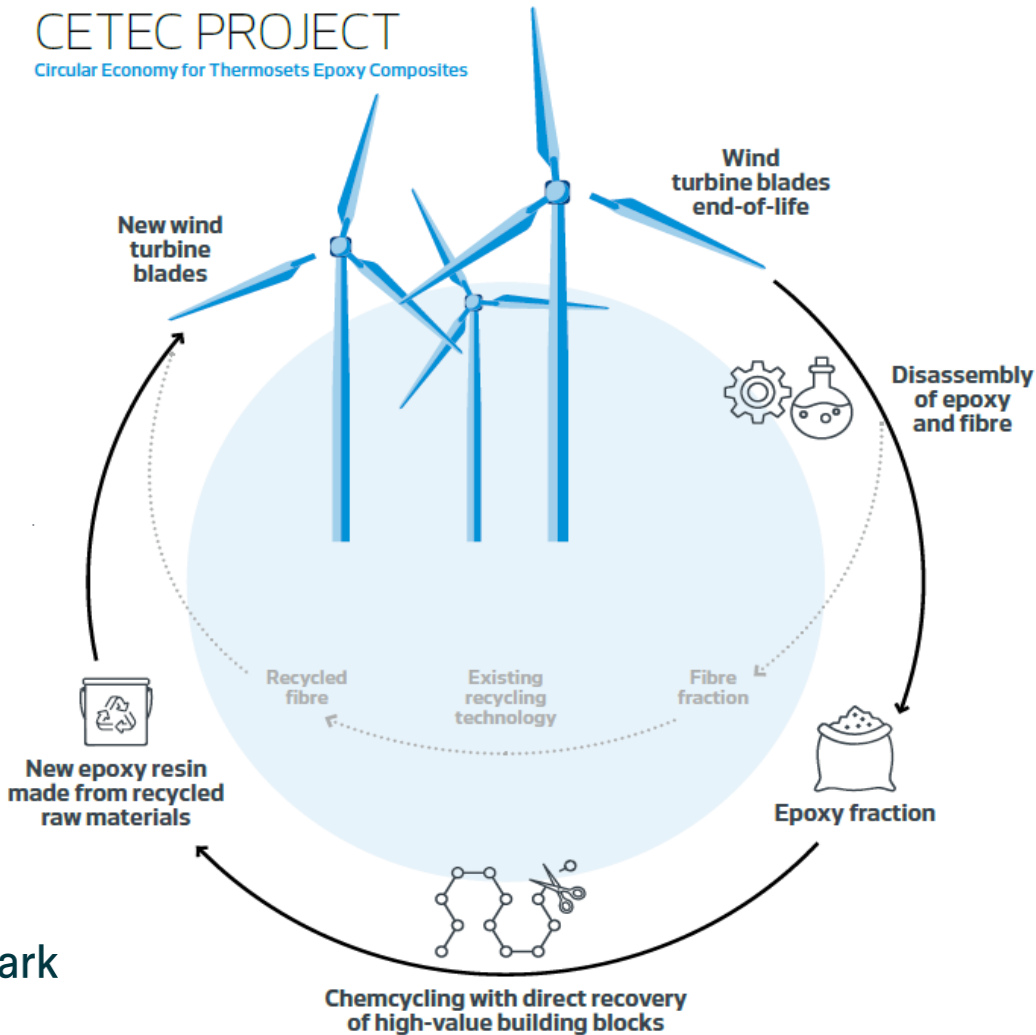 CETEC PROJECT
Circular Economy for Thermosets Epoxy Composites
Wind
turbine blades
end-of-life
New wind
turbine
blades
Disassembly
of epoxy
and fibre
Recycled
fibre
Existing
recycling
technology
Fibre
fraction
New epoxy resin
made from recycled
raw materials
Epoxy fraction
ark
Chemcycling with direct recovery
of high-value building blocks